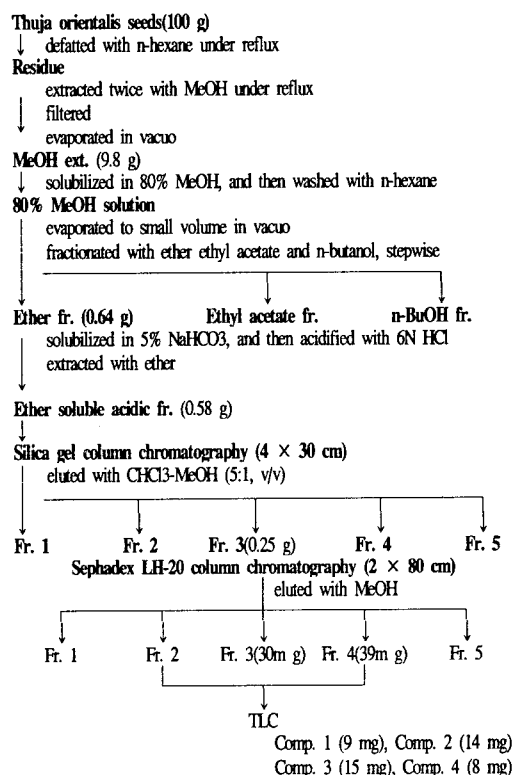 Thuja orientalis seeds(100 g)
defatted with n-hexane under reflux
Residue
extracted twice with MeOH under reflux
filtered
evaporated in vacuo
MeOH ext. (9.8 g)
solubilized in 80% MeOH, and then washed with n-hexane
80% MeOH solution
evaporated to small volume in vacuo
fractionated with ether ethyl acetate and n-butanol, stepwise
Ether fr. (0.64 g) Ethyl acetate fr. n-BuOH fr.
solubilized in 5% NaHCO3, and then acidified with 6N HCl
extracted with ether
Ether soluble acidic fr. (0.58 g)
Silica gel column chromatography (4 × 30 cm)
eluted with CHCl3-MeOH (5:1, v/v)
Fr. 1 Fr. 2 Fr. 3(0.25 g) Fr. 4 Fr. 5
Sephadex LH-20 column chromatography (2 × 80 cm)
eluted with MeOH
Fr. 1 Fr. 2 Fr. 3(30m g) Fr. 4(39m g) Fr. 5
TLC
Comp. 1 (9 mg), Comp. 2 (14 mg)
Comp. 3 (15 mg), Comp. 4 (8 mg)